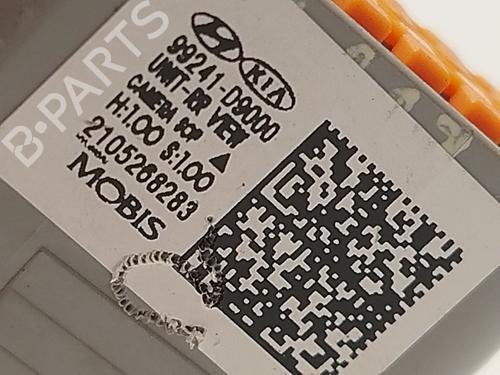 B-PARTS
KIA
99241-D9000
UNIT-RR VIEW
CAMERA SOP ▲
H:1.00 S:1.00
2105268283
MOBIS